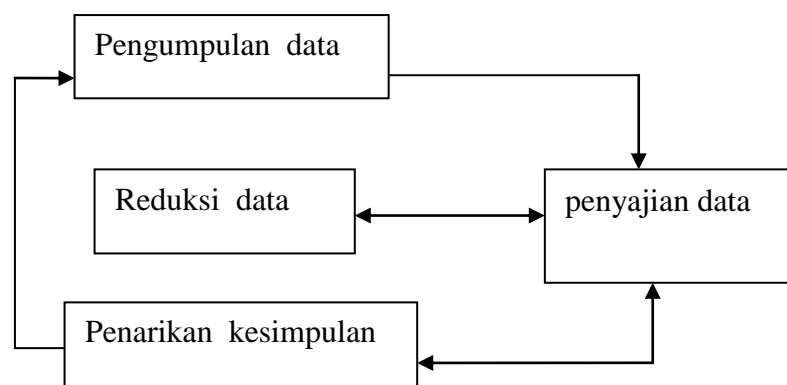 Pengumpulan data
Reduksi data
penyajian data
Penarikan kesimpulan